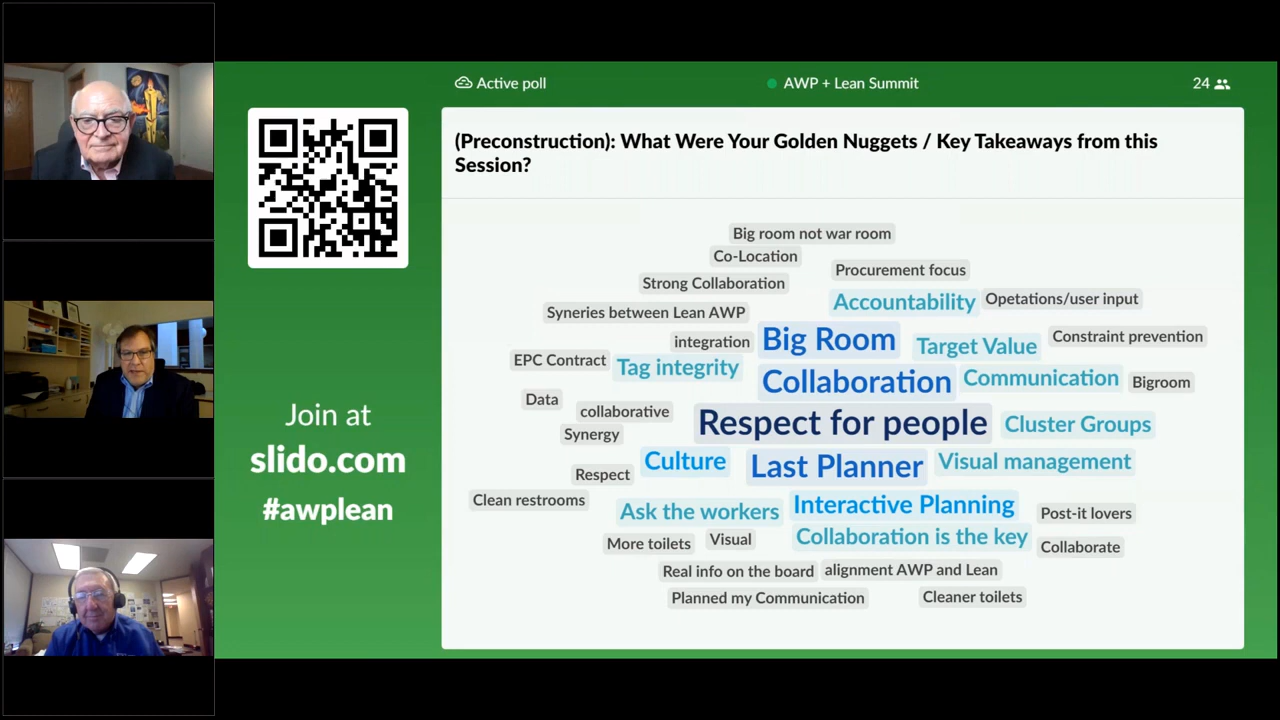 Active poll
AWP + Lean Summit
24
(Preconstruction): What Were Your Golden Nuggets / Key Takeaways from this
Session?
Big room not war room
Co-Location
Procurement focus
Strong Collaboration
Accountability
Opetations/user input
Syneries between Lean AWP
integration
Big Room
Target Value
Constraint prevention
EPC Contract
Tag integrity
Collaboration
Communication
Bigroom
Data
collaborative
Respect for people
Cluster Groups
Synergy
Culture
Last Planner
Visual management
Respect
Clean restrooms
Ask the workers
Interactive Planning
Post-it lovers
More toilets
Visual
Collaboration is the key
Collaborate
Real info on the board
alignment AWP and Lean
Planned my Communication
Cleaner toilets
Join at
slido.com
#awplean